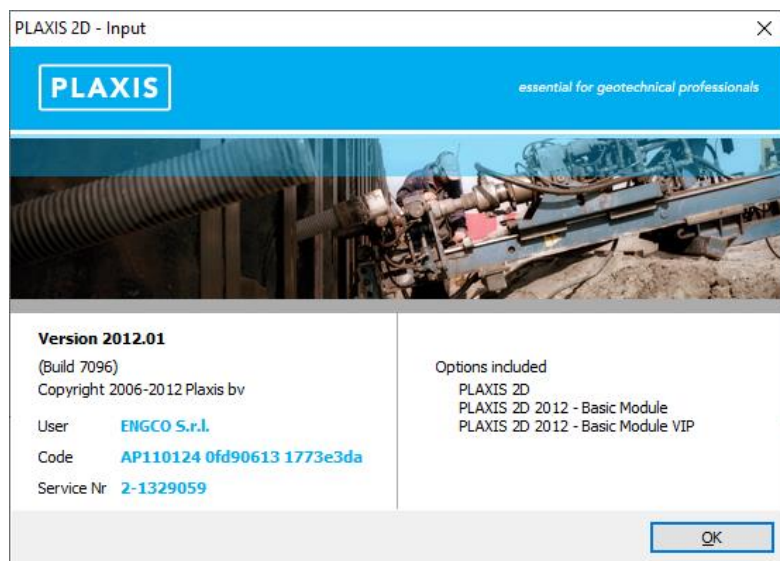 PLAXIS 2D - Input
PLAXIS
essential for geotechnical professionals
Version 2012.01
(Build 7096)
Copyright 2006-2012 Plaxis bv
User ENGCO S.r.l.
Code AP110124 0fd90613 1773e3da
Service Nr 2-1329059
Options included
PLAXIS 2D
PLAXIS 2D 2012 - Basic Module
PLAXIS 2D 2012 - Basic Module VIP
OK